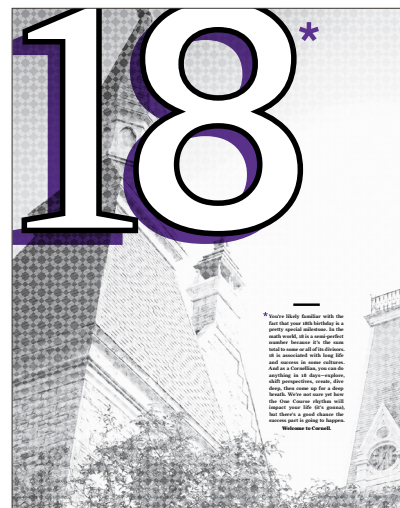 18*
*You're likely familiar with the
fact that your 18th birthday is a
pretty special milestone. In the
math world, 18 is a semi-perfect
number because it's the sum
total to some or all of its divisors.
18 is associated with long life
and success in some cultures.
And as a Cornellian, you can do
anything in 18 days—explore,
shift perspectives, create, dive
deep, then come up for a deep
breath. We're not sure yet how
the One Course rhythm will
impact your life (it's gonna),
but there's a good chance the
success part is going to happen.
Welcome to Cornell.